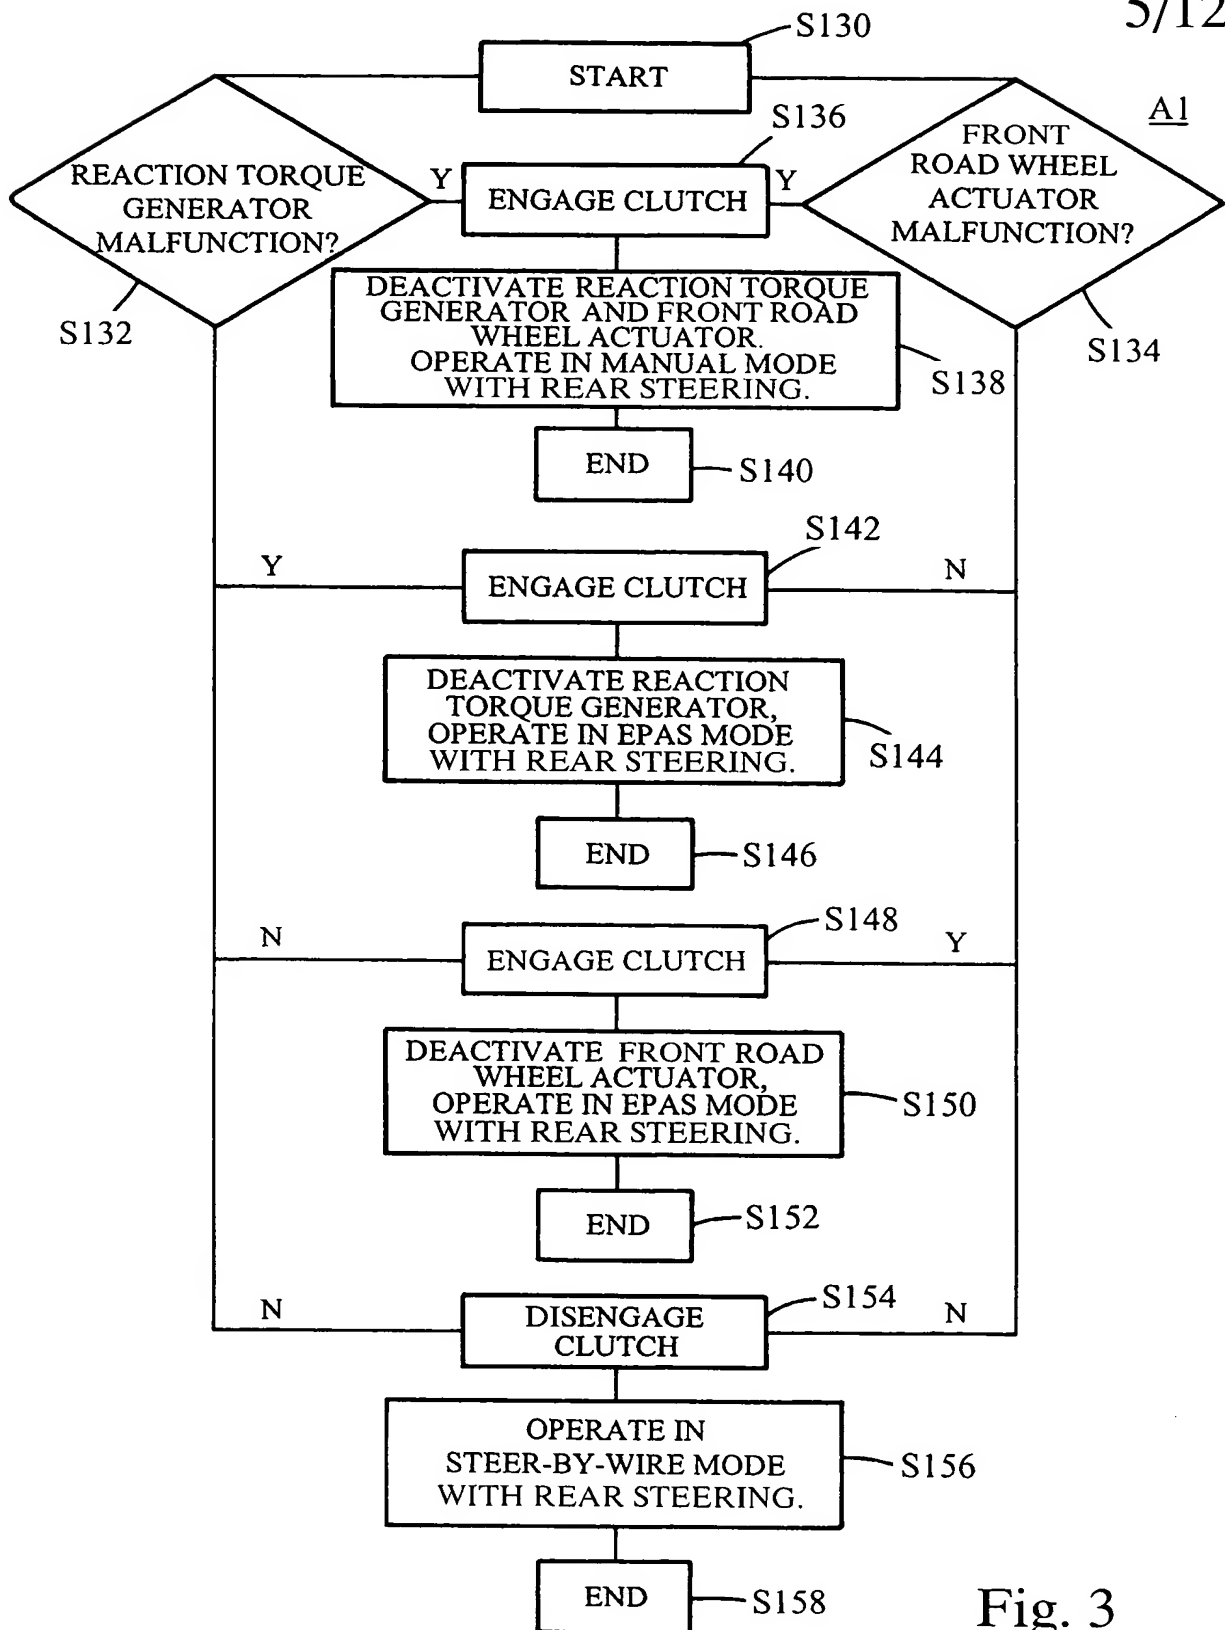 5/12
S130
START
A1
S136
FRONT
ROAD WHEEL
ACTUATOR
MALFUNCTION?
REACTION TORQUE
GENERATOR
MALFUNCTION?
Y
ENGAGE CLUTCH
Y
S132
S134
DEACTIVATE REACTION TORQUE
GENERATOR AND FRONT ROAD
WHEEL ACTUATOR.
OPERATE IN MANUAL MODE
WITH REAR STEERING.
S138
END
S140
S142
Y
ENGAGE CLUTCH
N
DEACTIVATE REACTION
TORQUE GENERATOR,
OPERATE IN EPAS MODE
WITH REAR STEERING.
S144
END
S146
S148
N
ENGAGE CLUTCH
Y
DEACTIVATE FRONT ROAD
WHEEL ACTUATOR,
OPERATE IN EPAS MODE
WITH REAR STEERING.
S150
END
S152
S154
N
DISENGAGE
CLUTCH
N
OPERATE IN
STEER-BY-WIRE MODE
WITH REAR STEERING.
S156
END
S158
Fig. 3